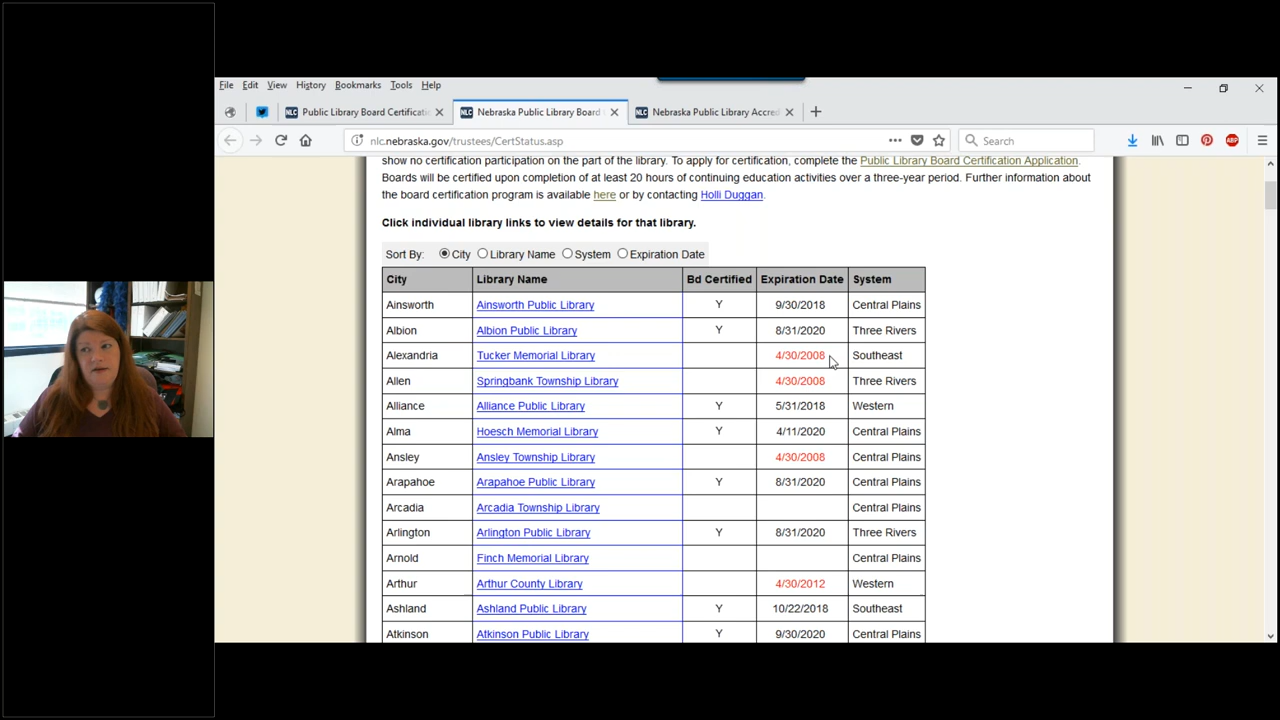 File Edit View History Bookmarks Tools Help
NLC Public Library Board Certificatio
NLC Nebraska Public Library Board
NLC Nebraska Public Library Accred
nlc.nebraska.gov/trustees/CertStatus.asp
Search
ABP
show no certification participation on the part of the library. To apply for certification, complete the Public Library Board Certification Application.
Boards will be certified upon completion of at least 20 hours of continuing education activities over a three-year period. Further information about
the board certification program is available here or by contacting Holli Duggan.
Click individual library links to view details for that library.
Sort By: City Library Name System Expiration Date
City Library Name Bd Certified Expiration Date System
Ainsworth Ainsworth Public Library Y 9/30/2018 Central Plains
Albion Albion Public Library Y 8/31/2020 Three Rivers
Alexandria Tucker Memorial Library 4/30/2008 Southeast
Allen Springbank Township Library 4/30/2008 Three Rivers
Alliance Alliance Public Library Y 5/31/2018 Western
Alma Hoesch Memorial Library Y 4/11/2020 Central Plains
Ansley Ansley Township Library 4/30/2008 Central Plains
Arapahoe Arapahoe Public Library Y 8/31/2020 Central Plains
Arcadia Arcadia Township Library Central Plains
Arlington Arlington Public Library Y 8/31/2020 Three Rivers
Arnold Finch Memorial Library Central Plains
Arthur Arthur County Library 4/30/2012 Western
Ashland Ashland Public Library Y 10/22/2018 Southeast
Atkinson Atkinson Public Library Y 9/30/2020 Central Plains